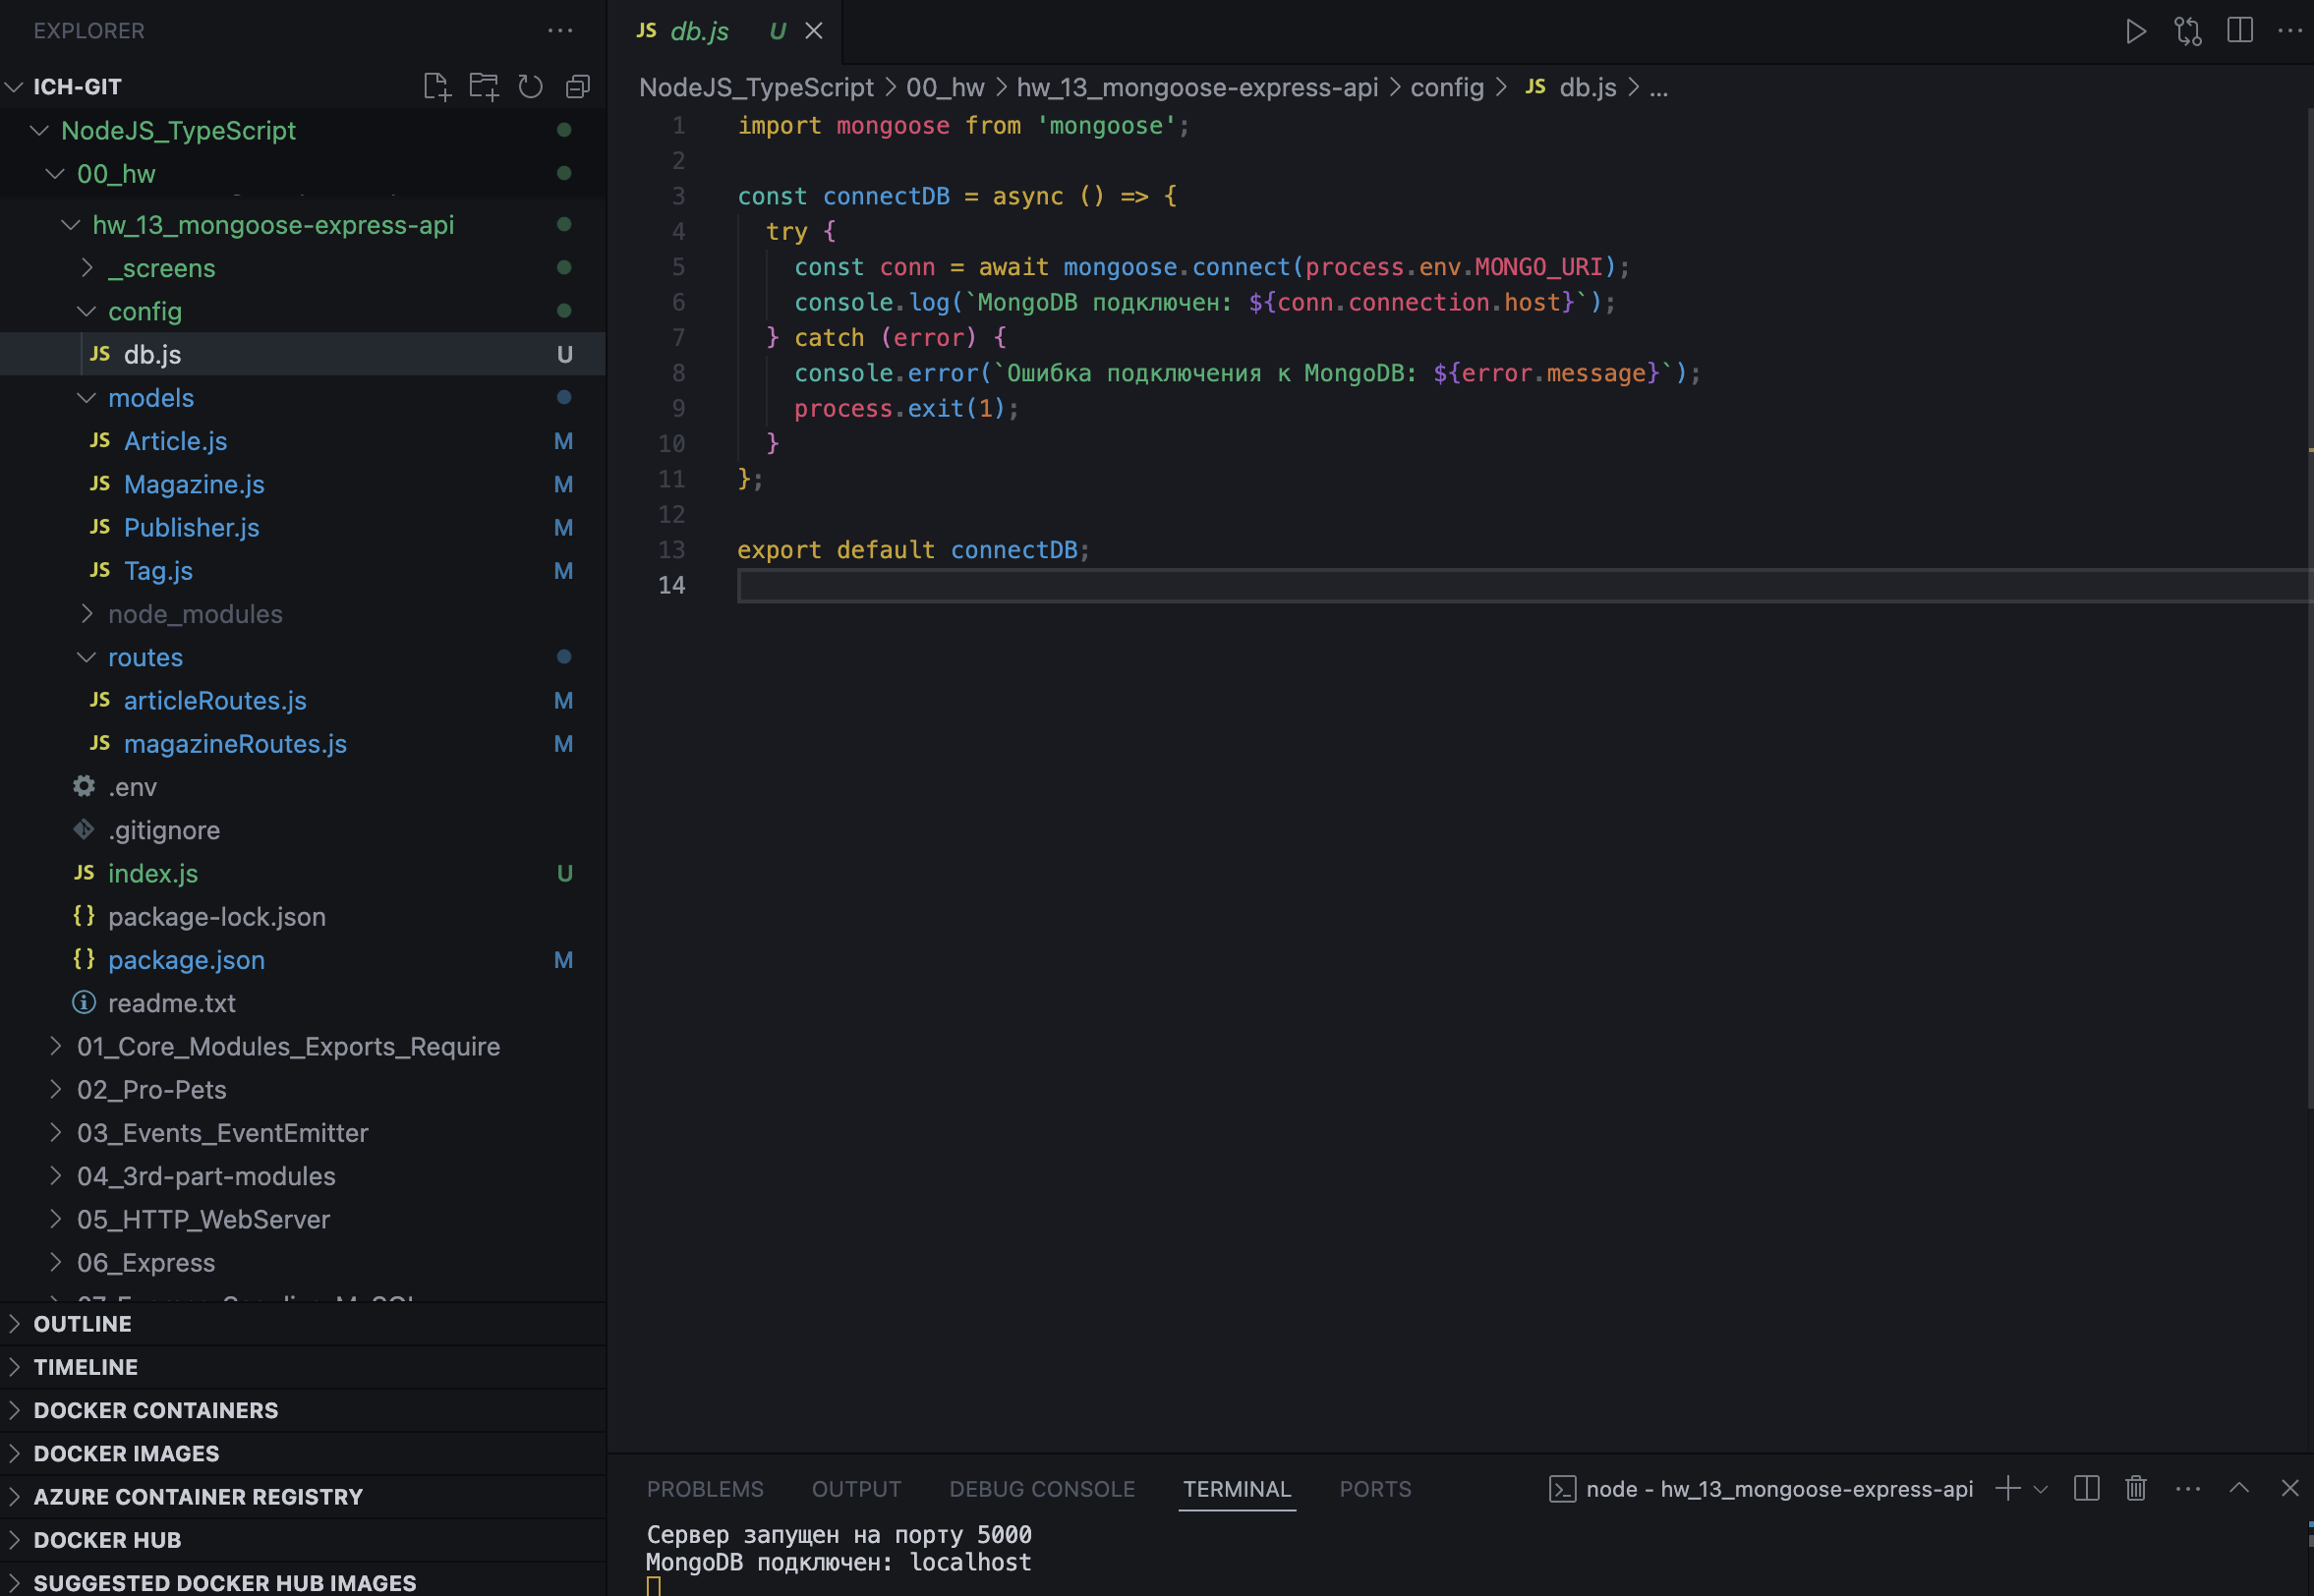 EXPLORER
ICH-GIT
NodeJS_TypeScript
00_hw
hw_13_mongoose-express-api
_screens
config
JS db.js U
models
JS Article.js M
JS Magazine.js M
JS Publisher.js M
JS Tag.js M
node_modules
routes
JS articleRoutes.js M
JS magazineRoutes.js M
.env
.gitignore
JS index.js U
{} package-lock.json
{} package.json M
readme.txt
01_Core_Modules_Exports_Require
02_Pro-Pets
03_Events_EventEmitter
04_3rd-part-modules
05_HTTP_WebServer
06_Express
OUTLINE
TIMELINE
DOCKER CONTAINERS
DOCKER IMAGES
AZURE CONTAINER REGISTRY
DOCKER HUB
SUGGESTED DOCKER HUB IMAGES
JS db.js U
NodeJS_TypeScript > 00_hw > hw_13_mongoose-express-api > config > JS db.js > ...
1 import mongoose from 'mongoose';
2
3 const connectDB = async () => {
4 try {
5 const conn = await mongoose.connect(process.env.MONGO_URI);
6 console.log(`MongoDB подключен: ${conn.connection.host}`);
7 } catch (error) {
8 console.error(`Ошибка подключения к MongoDB: ${error.message}`);
9 process.exit(1);
10 }
11 };
12
13 export default connectDB;
14
PROBLEMS OUTPUT DEBUG CONSOLE TERMINAL PORTS node - hw_13_mongoose-express-api
Сервер запущен на порту 5000
MongoDB подключен: localhost